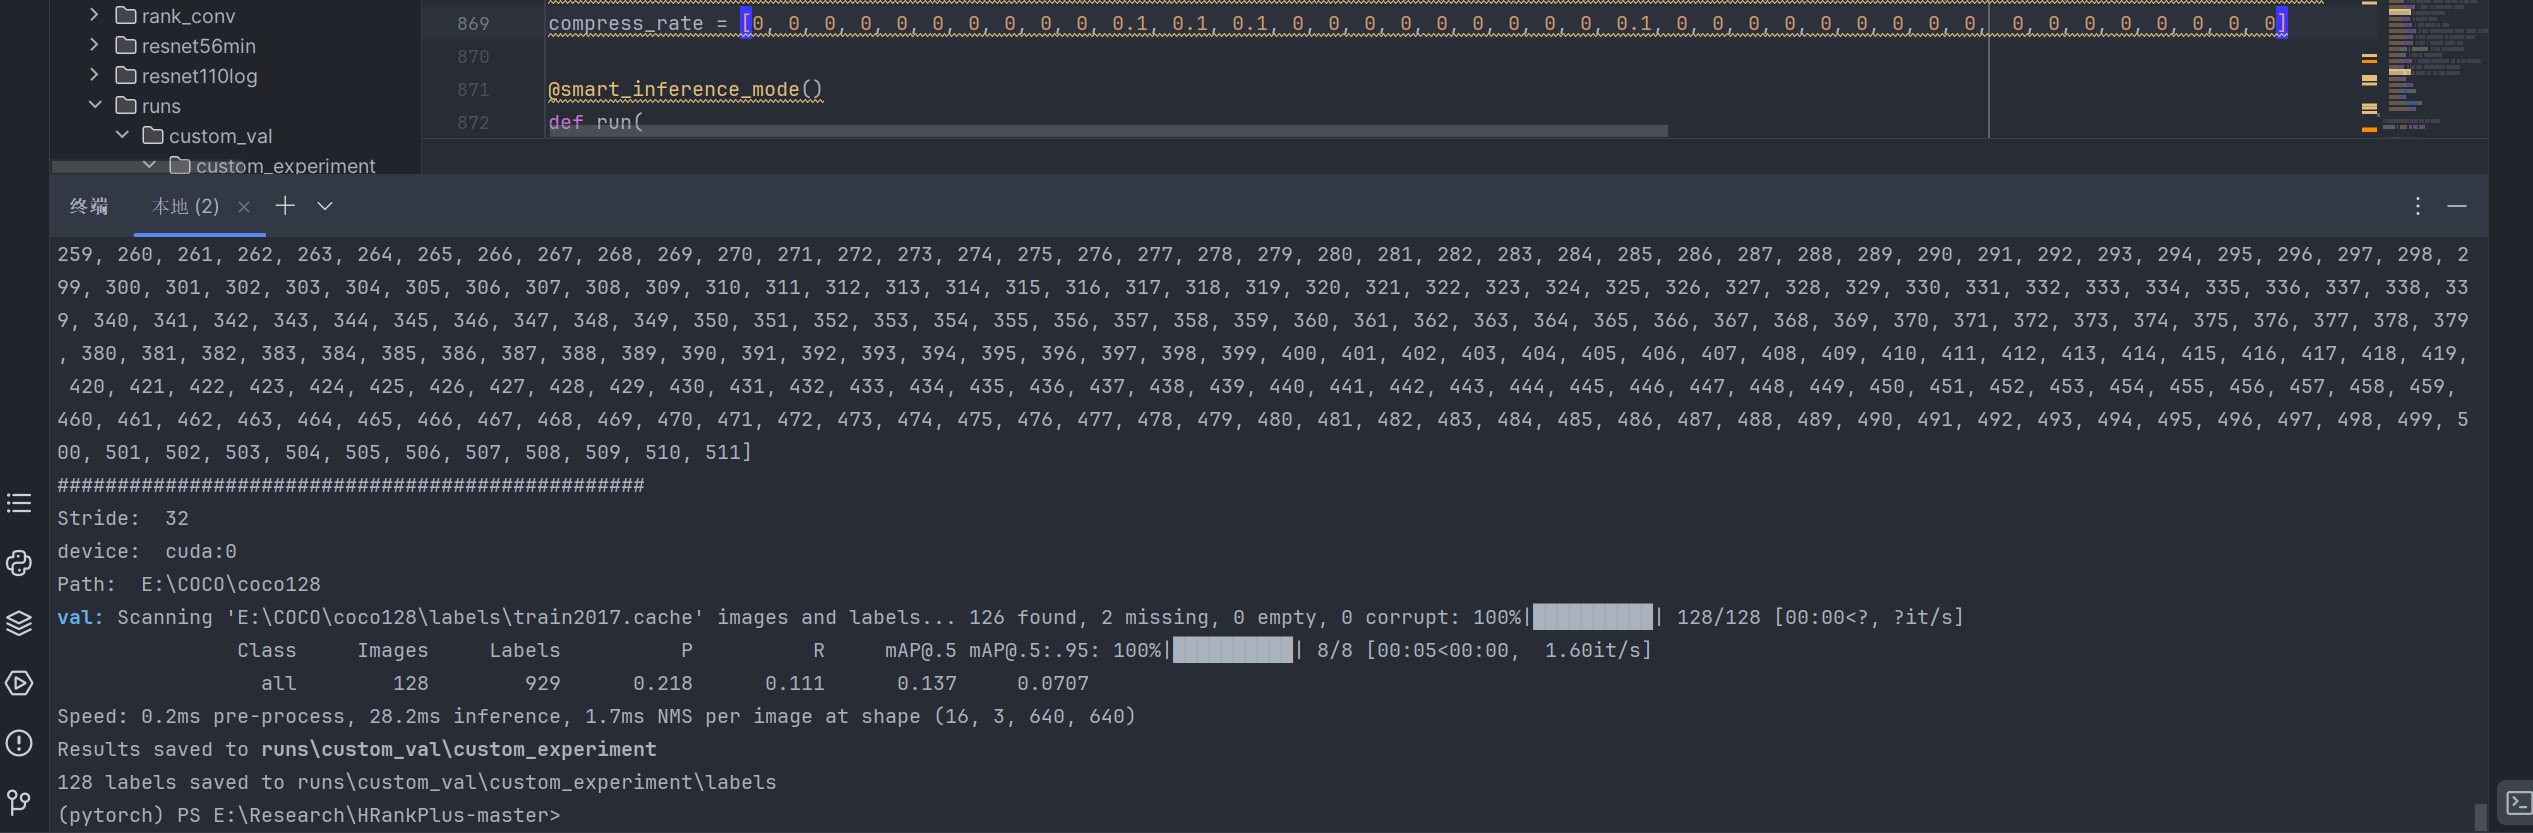 rank_conv
resnet56min
resnet110log
runs
custom_val
custom_experiment
869 compress_rate = [0, 0, 0, 0, 0, 0, 0, 0, 0, 0, 0.1, 0.1, 0.1, 0, 0, 0, 0, 0, 0, 0, 0, 0, 0.1, 0, 0, 0, 0, 0, 0, 0, 0, 0, 0, 0, 0, 0, 0, 0, 0, 0]
870
871 @smart_inference_mode()
872 def run(
终端 本地 (2)
259, 260, 261, 262, 263, 264, 265, 266, 267, 268, 269, 270, 271, 272, 273, 274, 275, 276, 277, 278, 279, 280, 281, 282, 283, 284, 285, 286, 287, 288, 289, 290, 291, 292, 293, 294, 295, 296, 297, 298, 2
99, 300, 301, 302, 303, 304, 305, 306, 307, 308, 309, 310, 311, 312, 313, 314, 315, 316, 317, 318, 319, 320, 321, 322, 323, 324, 325, 326, 327, 328, 329, 330, 331, 332, 333, 334, 335, 336, 337, 338, 33
9, 340, 341, 342, 343, 344, 345, 346, 347, 348, 349, 350, 351, 352, 353, 354, 355, 356, 357, 358, 359, 360, 361, 362, 363, 364, 365, 366, 367, 368, 369, 370, 371, 372, 373, 374, 375, 376, 377, 378, 379
, 380, 381, 382, 383, 384, 385, 386, 387, 388, 389, 390, 391, 392, 393, 394, 395, 396, 397, 398, 399, 400, 401, 402, 403, 404, 405, 406, 407, 408, 409, 410, 411, 412, 413, 414, 415, 416, 417, 418, 419,
420, 421, 422, 423, 424, 425, 426, 427, 428, 429, 430, 431, 432, 433, 434, 435, 436, 437, 438, 439, 440, 441, 442, 443, 444, 445, 446, 447, 448, 449, 450, 451, 452, 453, 454, 455, 456, 457, 458, 459,
460, 461, 462, 463, 464, 465, 466, 467, 468, 469, 470, 471, 472, 473, 474, 475, 476, 477, 478, 479, 480, 481, 482, 483, 484, 485, 486, 487, 488, 489, 490, 491, 492, 493, 494, 495, 496, 497, 498, 499, 5
00, 501, 502, 503, 504, 505, 506, 507, 508, 509, 510, 511]
#################################################
Stride:  32
device:  cuda:0
Path:  E:\COCO\coco128
val: Scanning 'E:\COCO\coco128\labels\train2017.cache' images and labels... 126 found, 2 missing, 0 empty, 0 corrupt: 100%|██████████| 128/128 [00:00<?, ?it/s]
Class Images Labels P R mAP@.5 mAP@.5:.95: 100%|██████████| 8/8 [00:05<00:00,  1.60it/s]
all 128 929 0.218 0.111 0.137 0.0707
Speed: 0.2ms pre-process, 28.2ms inference, 1.7ms NMS per image at shape (16, 3, 640, 640)
Results saved to runs\custom_val\custom_experiment
128 labels saved to runs\custom_val\custom_experiment\labels
(pytorch) PS E:\Research\HRankPlus-master>